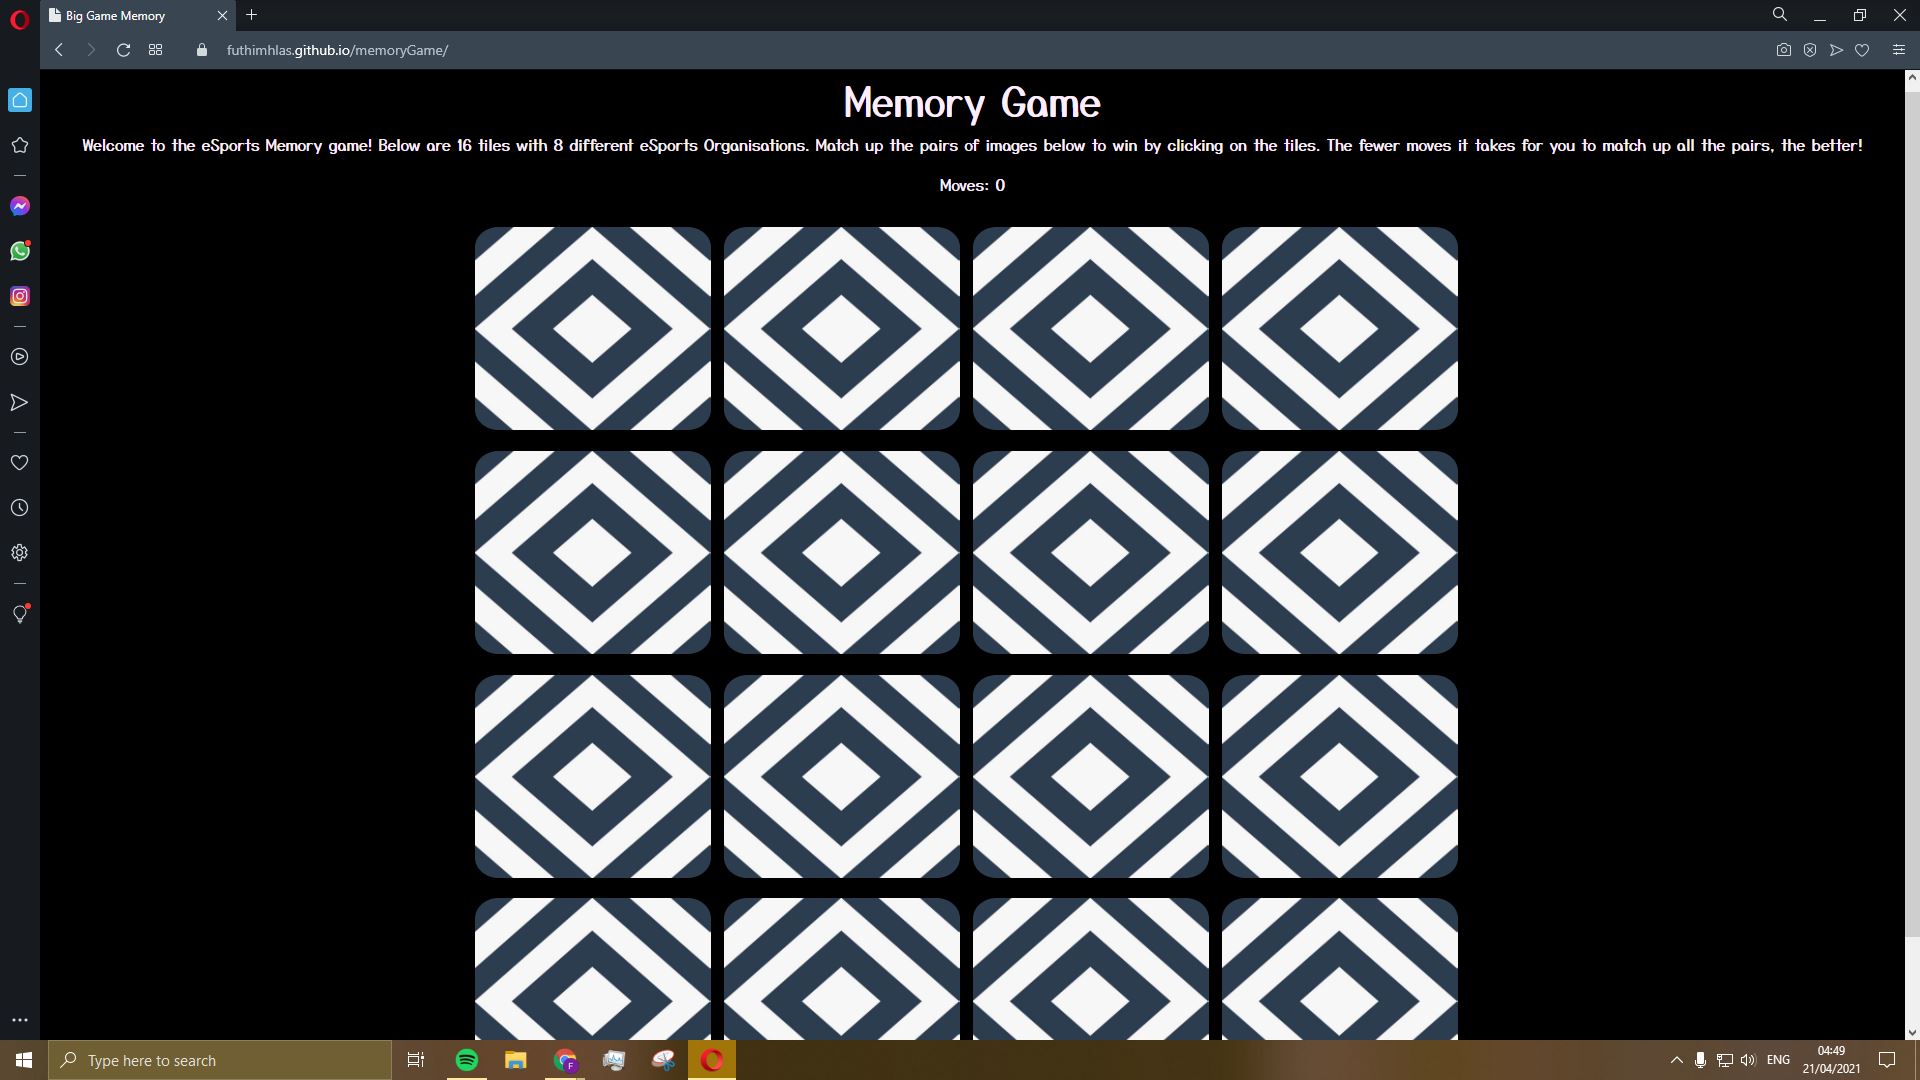 Big Game Memory
futhimhlas.github.io/memoryGame/
Memory Game
Welcome to the eSports Memory game! Below are 16 tiles with 8 different eSports Organisations. Match up the pairs of images below to win by clicking on the tiles. The fewer moves it takes for you to match up all the pairs, the better!
Moves: 0
Type here to search
F
ENG
04:49
21/04/2021